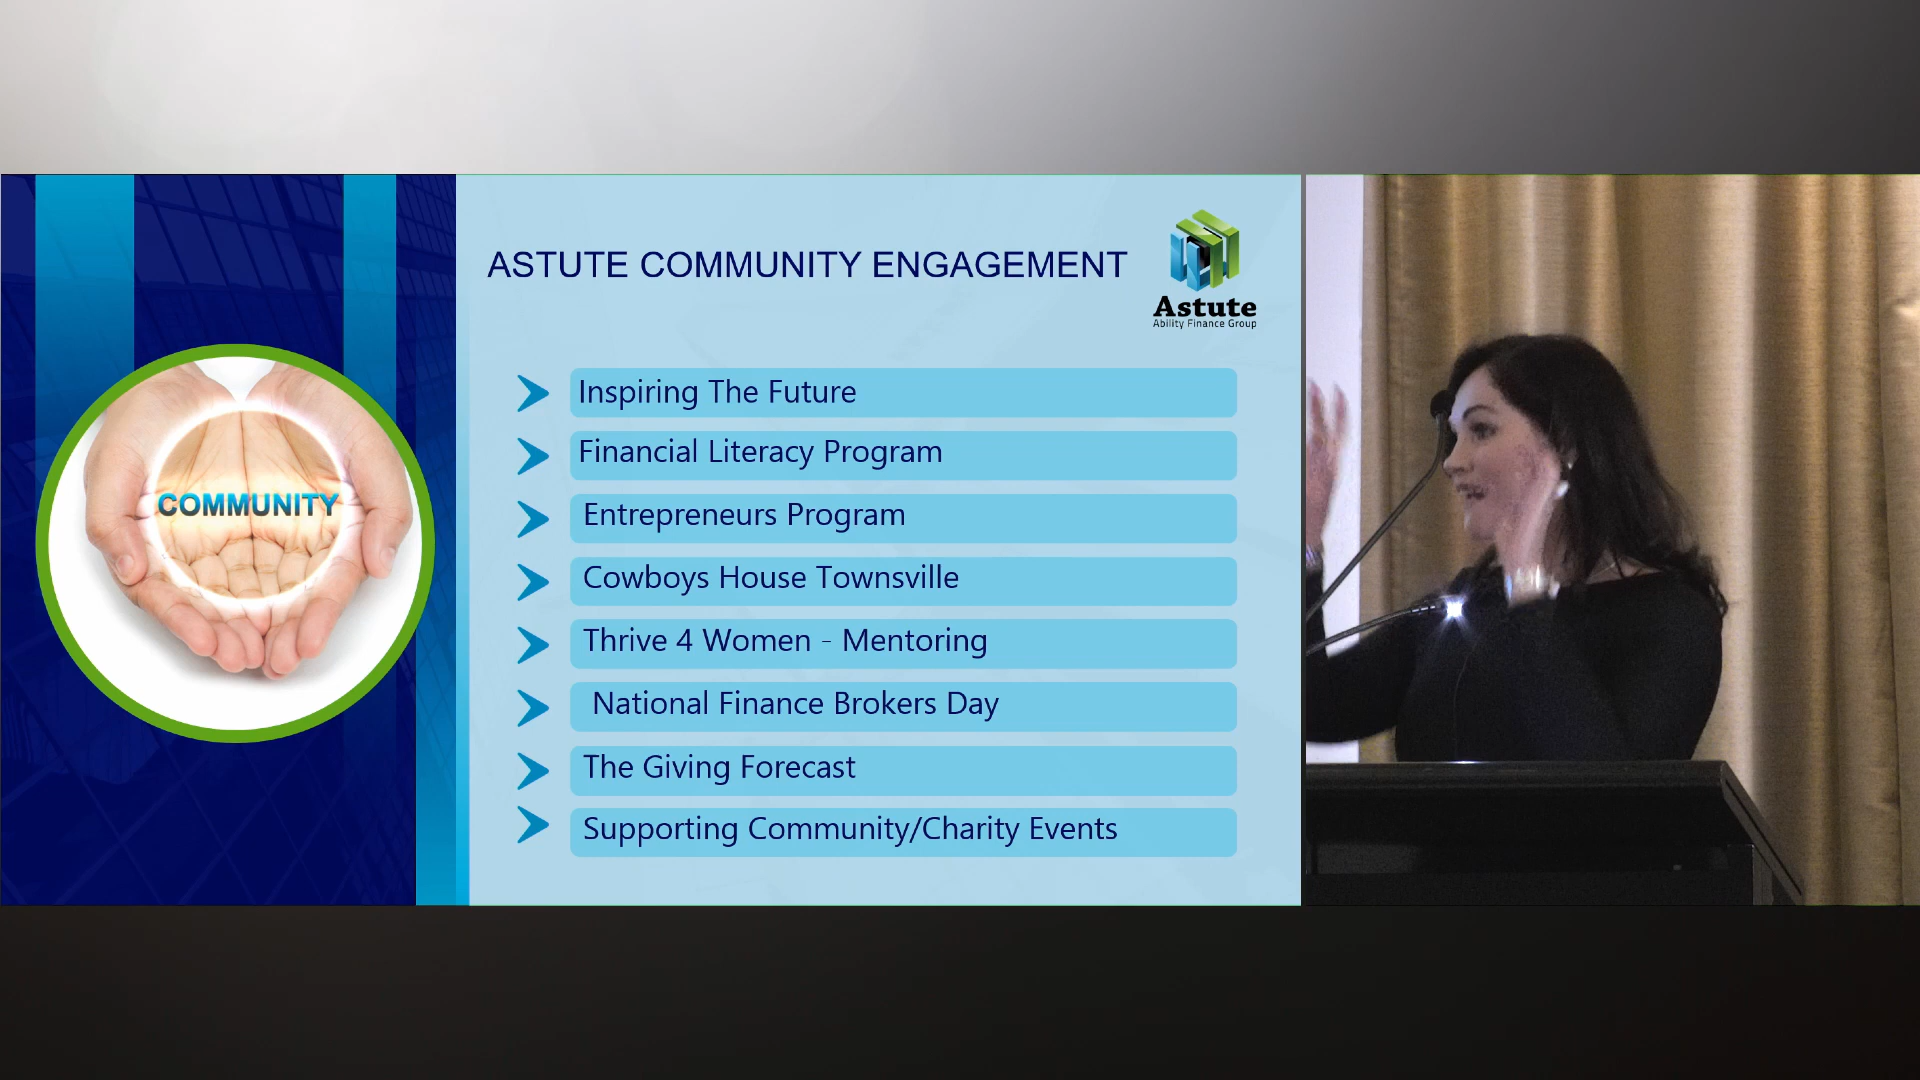 ASTUTE COMMUNITY ENGAGEMENT
Astute
Ability Finance Group
COMMUNITY
Inspiring The Future
Financial Literacy Program
Entrepreneurs Program
Cowboys House Townsville
Thrive 4 Women - Mentoring
National Finance Brokers Day
The Giving Forecast
Supporting Community/Charity Events